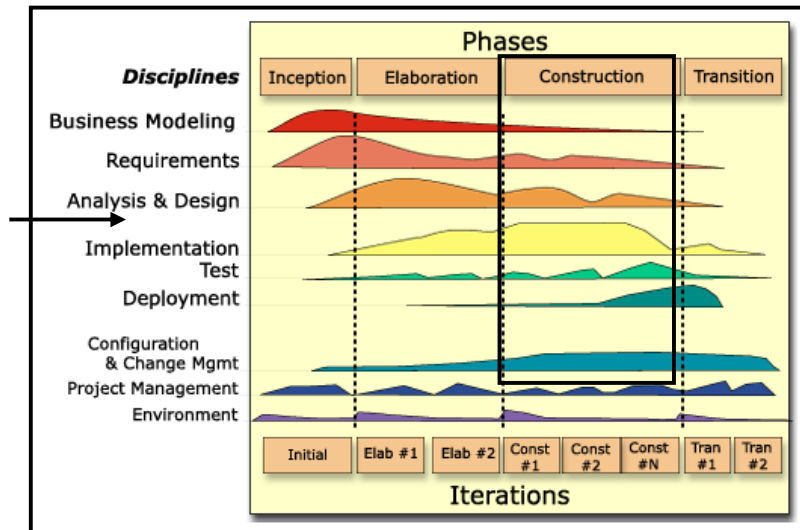 Phases
Disciplines Inception Elaboration Construction Transition
Business Modeling
Requirements
Analysis & Design
Implementation
Test
Deployment
Configuration
& Change Mgmt
Project Management
Environment
Initial Elab #1 Elab #2 Const #1 Const #2 Const #N Tran #1 Tran #2
Iterations